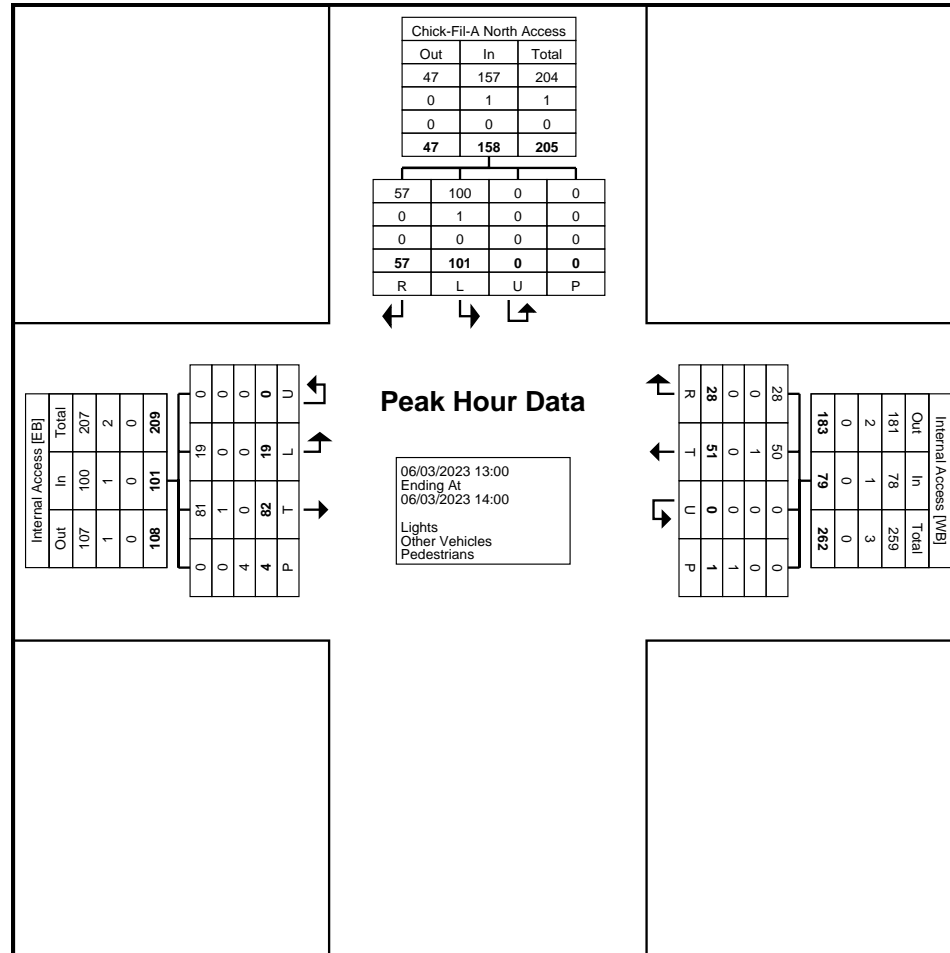 Chick-Fil-A North Access
Out In Total
47 157 204
0 1 1
0 0 0
47 158 205
57 100 0 0
0 1 0 0
0 0 0 0
57 101 0 0
R L U P
Internal Access [EB]
Total In Out
207 100 107
2 1 1
0 0 0
209 101 108
0 19 81 0
0 0 1 0
0 0 0 4
0 19 82 4
U L T P
Peak Hour Data
06/03/2023 13:00
Ending At
06/03/2023 14:00
Lights
Other Vehicles
Pedestrians
R T U P
28 51 0 1
0 0 0 1
0 1 0 0
28 50 0 0
183 79 262
0 0 0
2 1 3
181 78 259
Out In Total
Internal Access [WB]